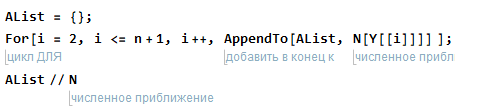 AList = {};
For[i = 2, i <= n + 1, i ++, AppendTo[AList, N[Y[[i]]]] ];
цикл ДЛЯ добавить в конец к численное прибл
AList // N
численное приближение